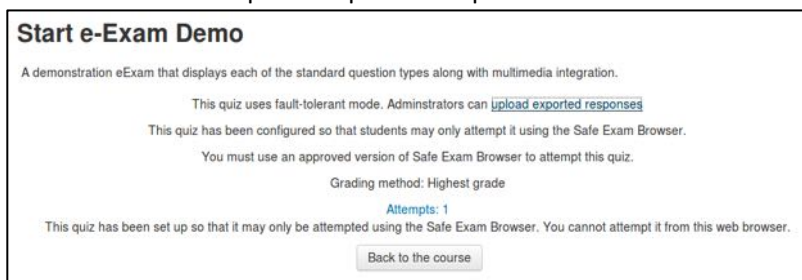 Start e-Exam Demo
A demonstration eExam that displays each of the standard question types along with multimedia integration.
This quiz uses fault-tolerant mode. Adminstrators can upload exported responses
This quiz has been configured so that students may only attempt it using the Safe Exam Browser.
You must use an approved version of Safe Exam Browser to attempt this quiz.
Grading method: Highest grade
Attempts: 1
This quiz has been set up so that it may only be attempted using the Safe Exam Browser. You cannot attempt it from this web browser.
Back to the course